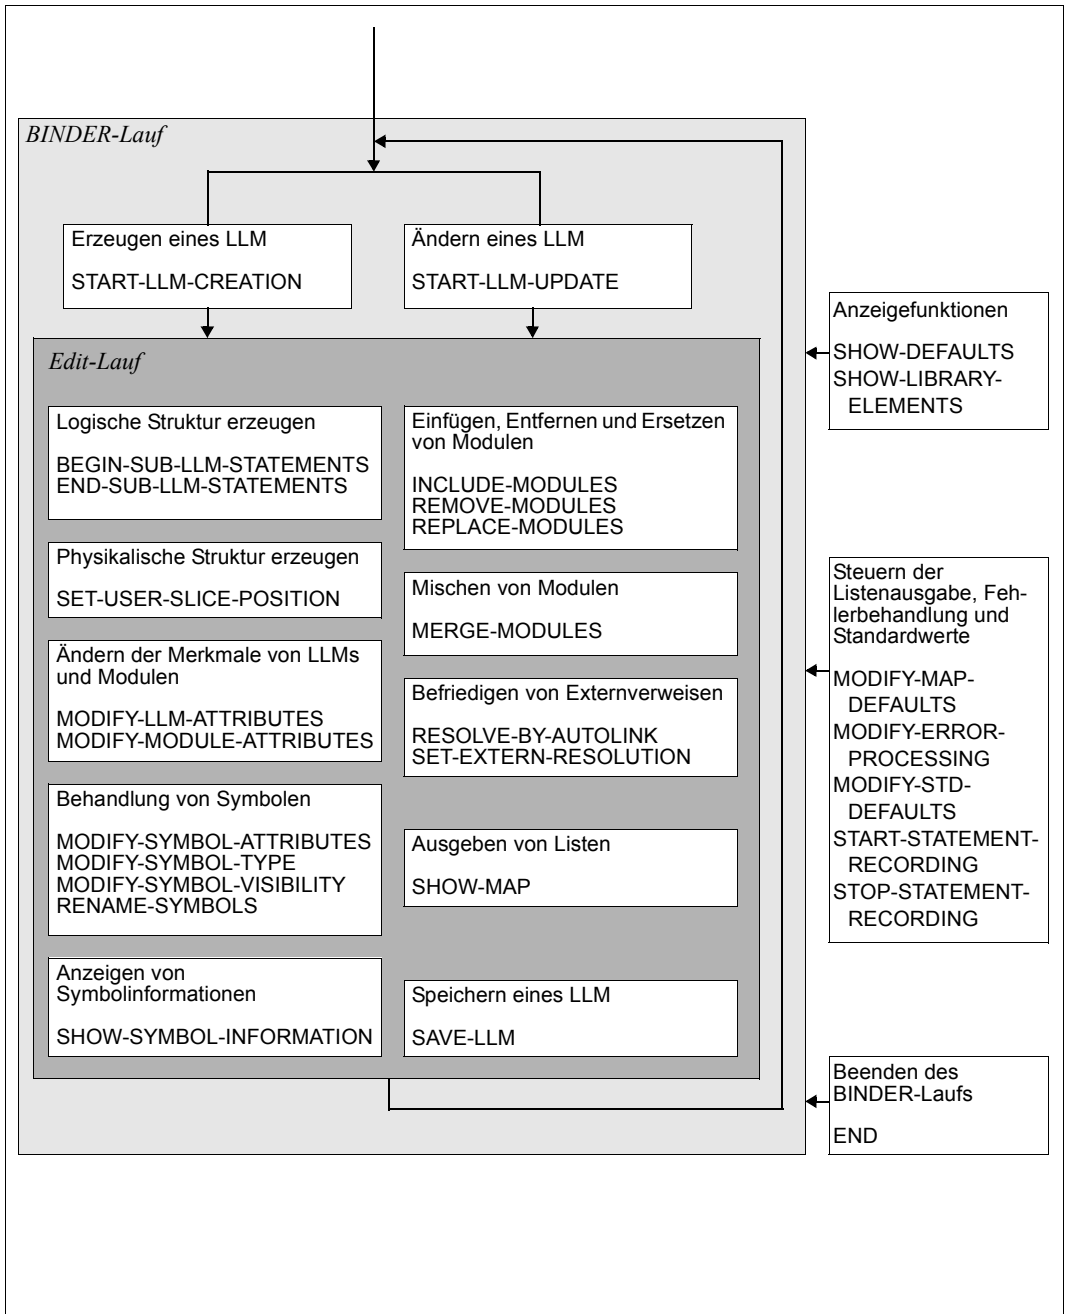 BINDER-Lauf
Erzeugen eines LLM
START-LLM-CREATION
Ändern eines LLM
START-LLM-UPDATE
Edit-Lauf
Logische Struktur erzeugen
BEGIN-SUB-LLM-STATEMENTS
END-SUB-LLM-STATEMENTS
Physikalische Struktur erzeugen
SET-USER-SLICE-POSITION
Ändern der Merkmale von LLMs
und Modulen
MODIFY-LLM-ATTRIBUTES
MODIFY-MODULE-ATTRIBUTES
Behandlung von Symbolen
MODIFY-SYMBOL-ATTRIBUTES
MODIFY-SYMBOL-TYPE
MODIFY-SYMBOL-VISIBILITY
RENAME-SYMBOLS
Anzeigen von
Symbolinformationen
SHOW-SYMBOL-INFORMATION
Einfügen, Entfernen und Ersetzen
von Modulen
INCLUDE-MODULES
REMOVE-MODULES
REPLACE-MODULES
Mischen von Modulen
MERGE-MODULES
Befriedigen von Externverweisen
RESOLVE-BY-AUTOLINK
SET-EXTERN-RESOLUTION
Ausgeben von Listen
SHOW-MAP
Speichern eines LLM
SAVE-LLM
Anzeigefunktionen
SHOW-DEFAULTS
SHOW-LIBRARY-
ELEMENTS
Steuern der
Listenausgabe, Feh-
lerbehandlung und
Standardwerte
MODIFY-MAP-
DEFAULTS
MODIFY-ERROR-
PROCESSING
MODIFY-STD-
DEFAULTS
START-STATEMENT-
RECORDING
STOP-STATEMENT-
RECORDING
Beenden des
BINDER-Laufs
END